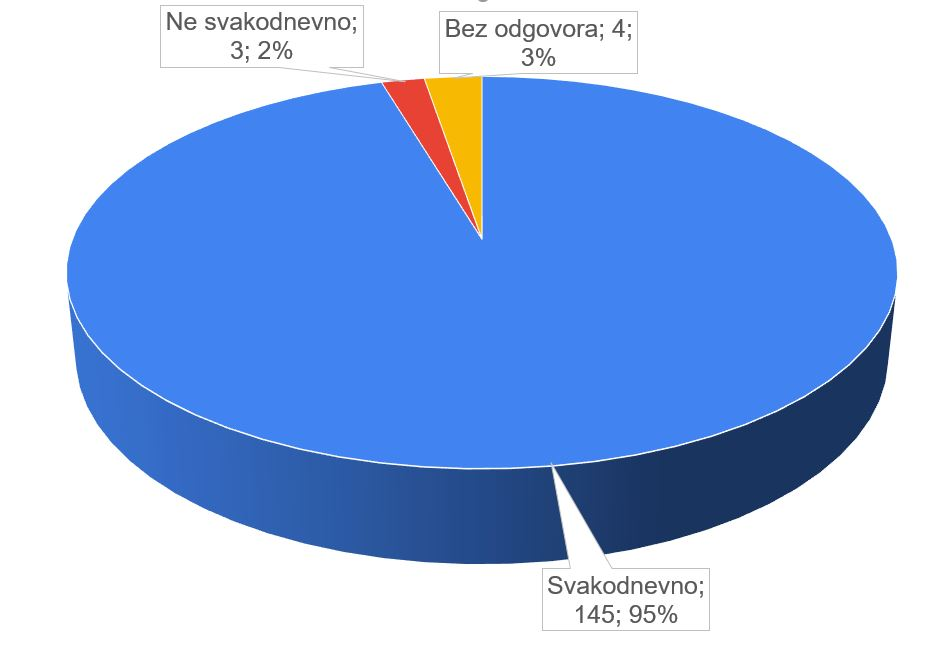 Ne svakodnevno;
3; 2%
Bez odgovora; 4;
3%
Svakodnevno;
145; 95%